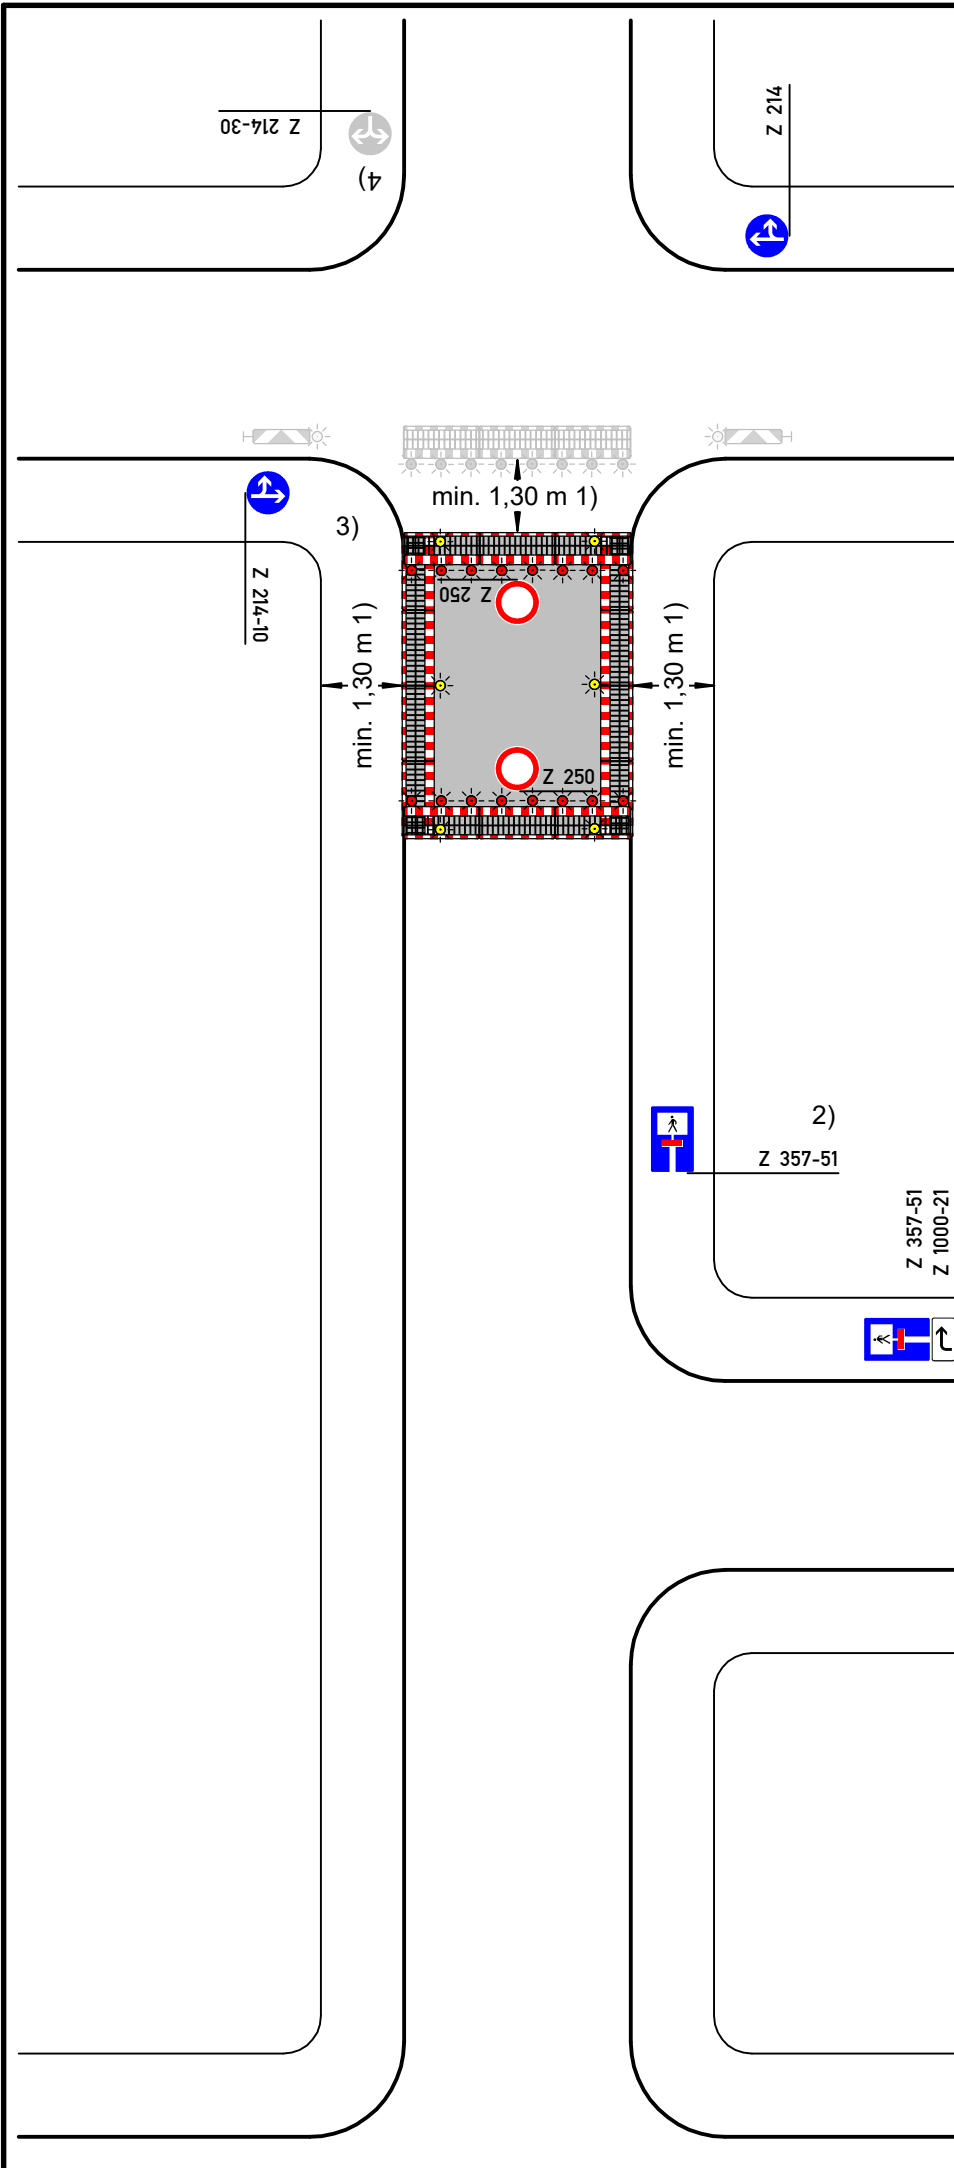 Z 214-30
4)
Z 214
min. 1,30 m 1)
3)
Z 214-10
Z 250
min. 1,30 m 1)
min. 1,30 m 1)
Z 250
2)
Z 357-51
Z 357-51
Z 1000-21